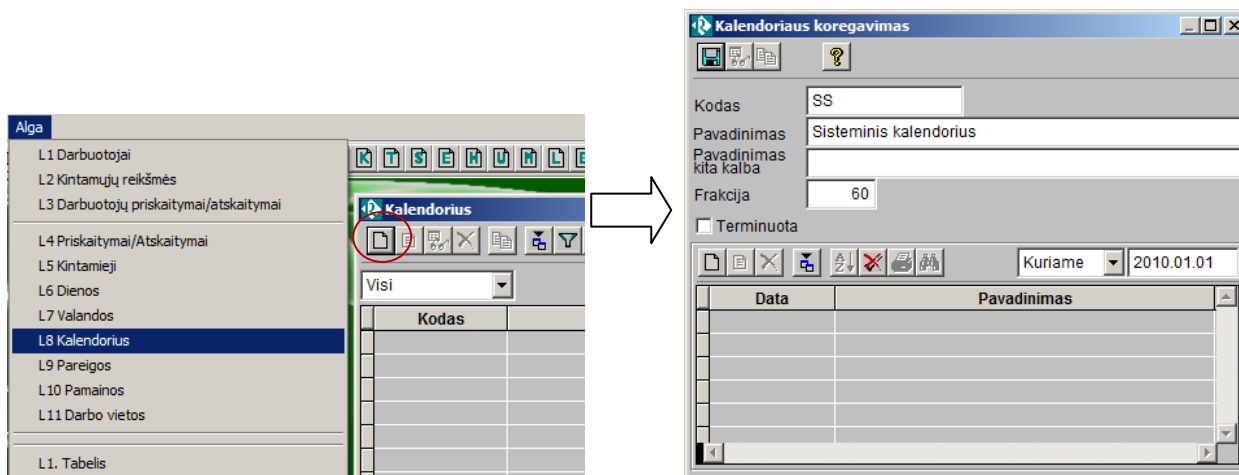 Alga
L1 Darbuotojai
L2 Kintamųjų reikšmės
L3 Darbuotojų priskaitymai/atskaitymai
L4 Priskaitymai/Atskaitymai
L5 Kintamieji
L6 Dienos
L7 Valandos
L8 Kalendorius
L9 Pareigos
L10 Pamainos
L11 Darbo vietos
L1. Tabelis
K T S E H U M L E
Kalendorius
Visi
Kodas
Kalendoriaus koregavimas
Kodas SS
Pavadinimas Sisteminis kalendorius
Pavadinimas
kita kalba
Frakcija 60
Terminuota
Kuriame 2010.01.01
Data Pavadinimas